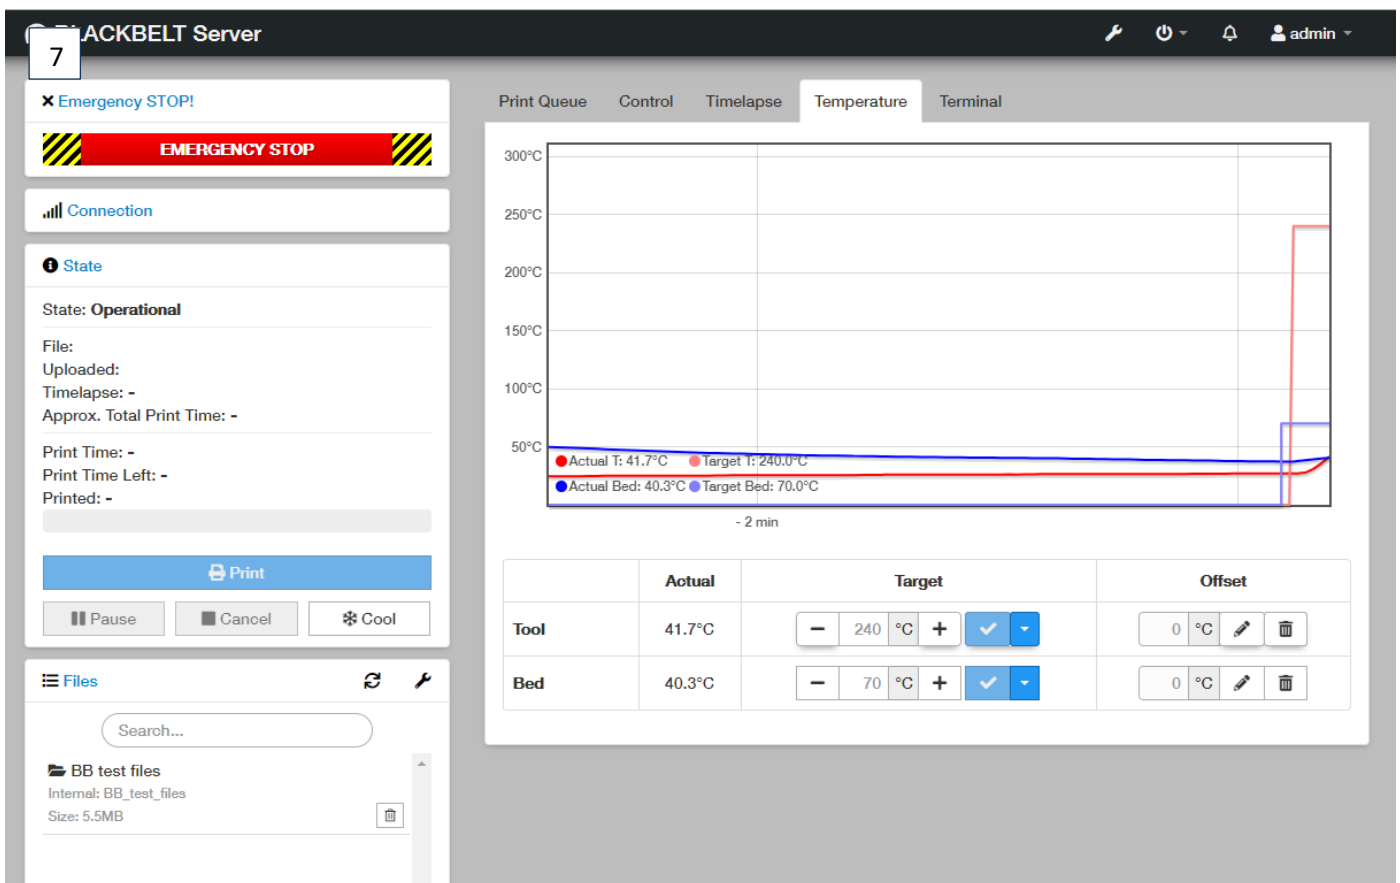 ACKBELT Server
admin
7
Emergency STOP!
EMERGENCY STOP
Connection
State
State: Operational
File:
Uploaded:
Timelapse: -
Approx. Total Print Time: -
Print Time: -
Print Time Left: -
Printed: -
Print
Pause
Cancel
Cool
Files
Search...
BB test files
Internal: BB_test_files
Size: 5.5MB
Print Queue
Control
Timelapse
Temperature
Terminal
300°C
250°C
200°C
150°C
100°C
50°C
Actual T: 41.7°C
Target T: 240.0°C
Actual Bed: 40.3°C
Target Bed: 70.0°C
- 2 min
Actual
Target
Offset
Tool
41.7°C
240 °C
0 °C
Bed
40.3°C
70 °C
0 °C